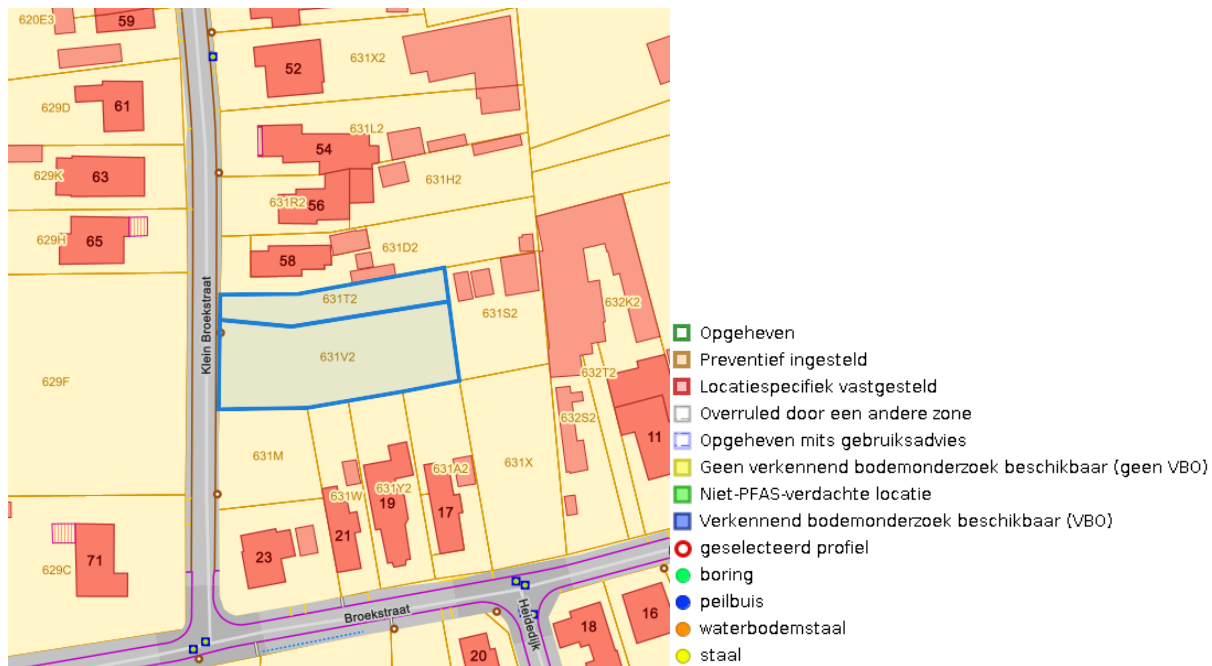 620E3
59
52
631X2
629D
61
631L2
54
629K
63
631H2
631R2
56
629H
65
631D2
58
631T2
631S2
632K2
Klein Broekstraat
631V2
629F
632T2
632S2
11
631M
631W
631Y2
631A2
631X
19
17
21
23
629C
71
Broekstraat
Heidedijk
16
18
20
Opgeheven
Preventief ingesteld
Locatiespecifiek vastgesteld
Overruled door een andere zone
Opgeheven mits gebruiksadvies
Geen verkennend bodemonderzoek beschikbaar (geen VBO)
Niet-PFAS-verdachte locatie
Verkennend bodemonderzoek beschikbaar (VBO)
geselecteerd profiel
boring
peilbuis
waterbodemstaal
staal